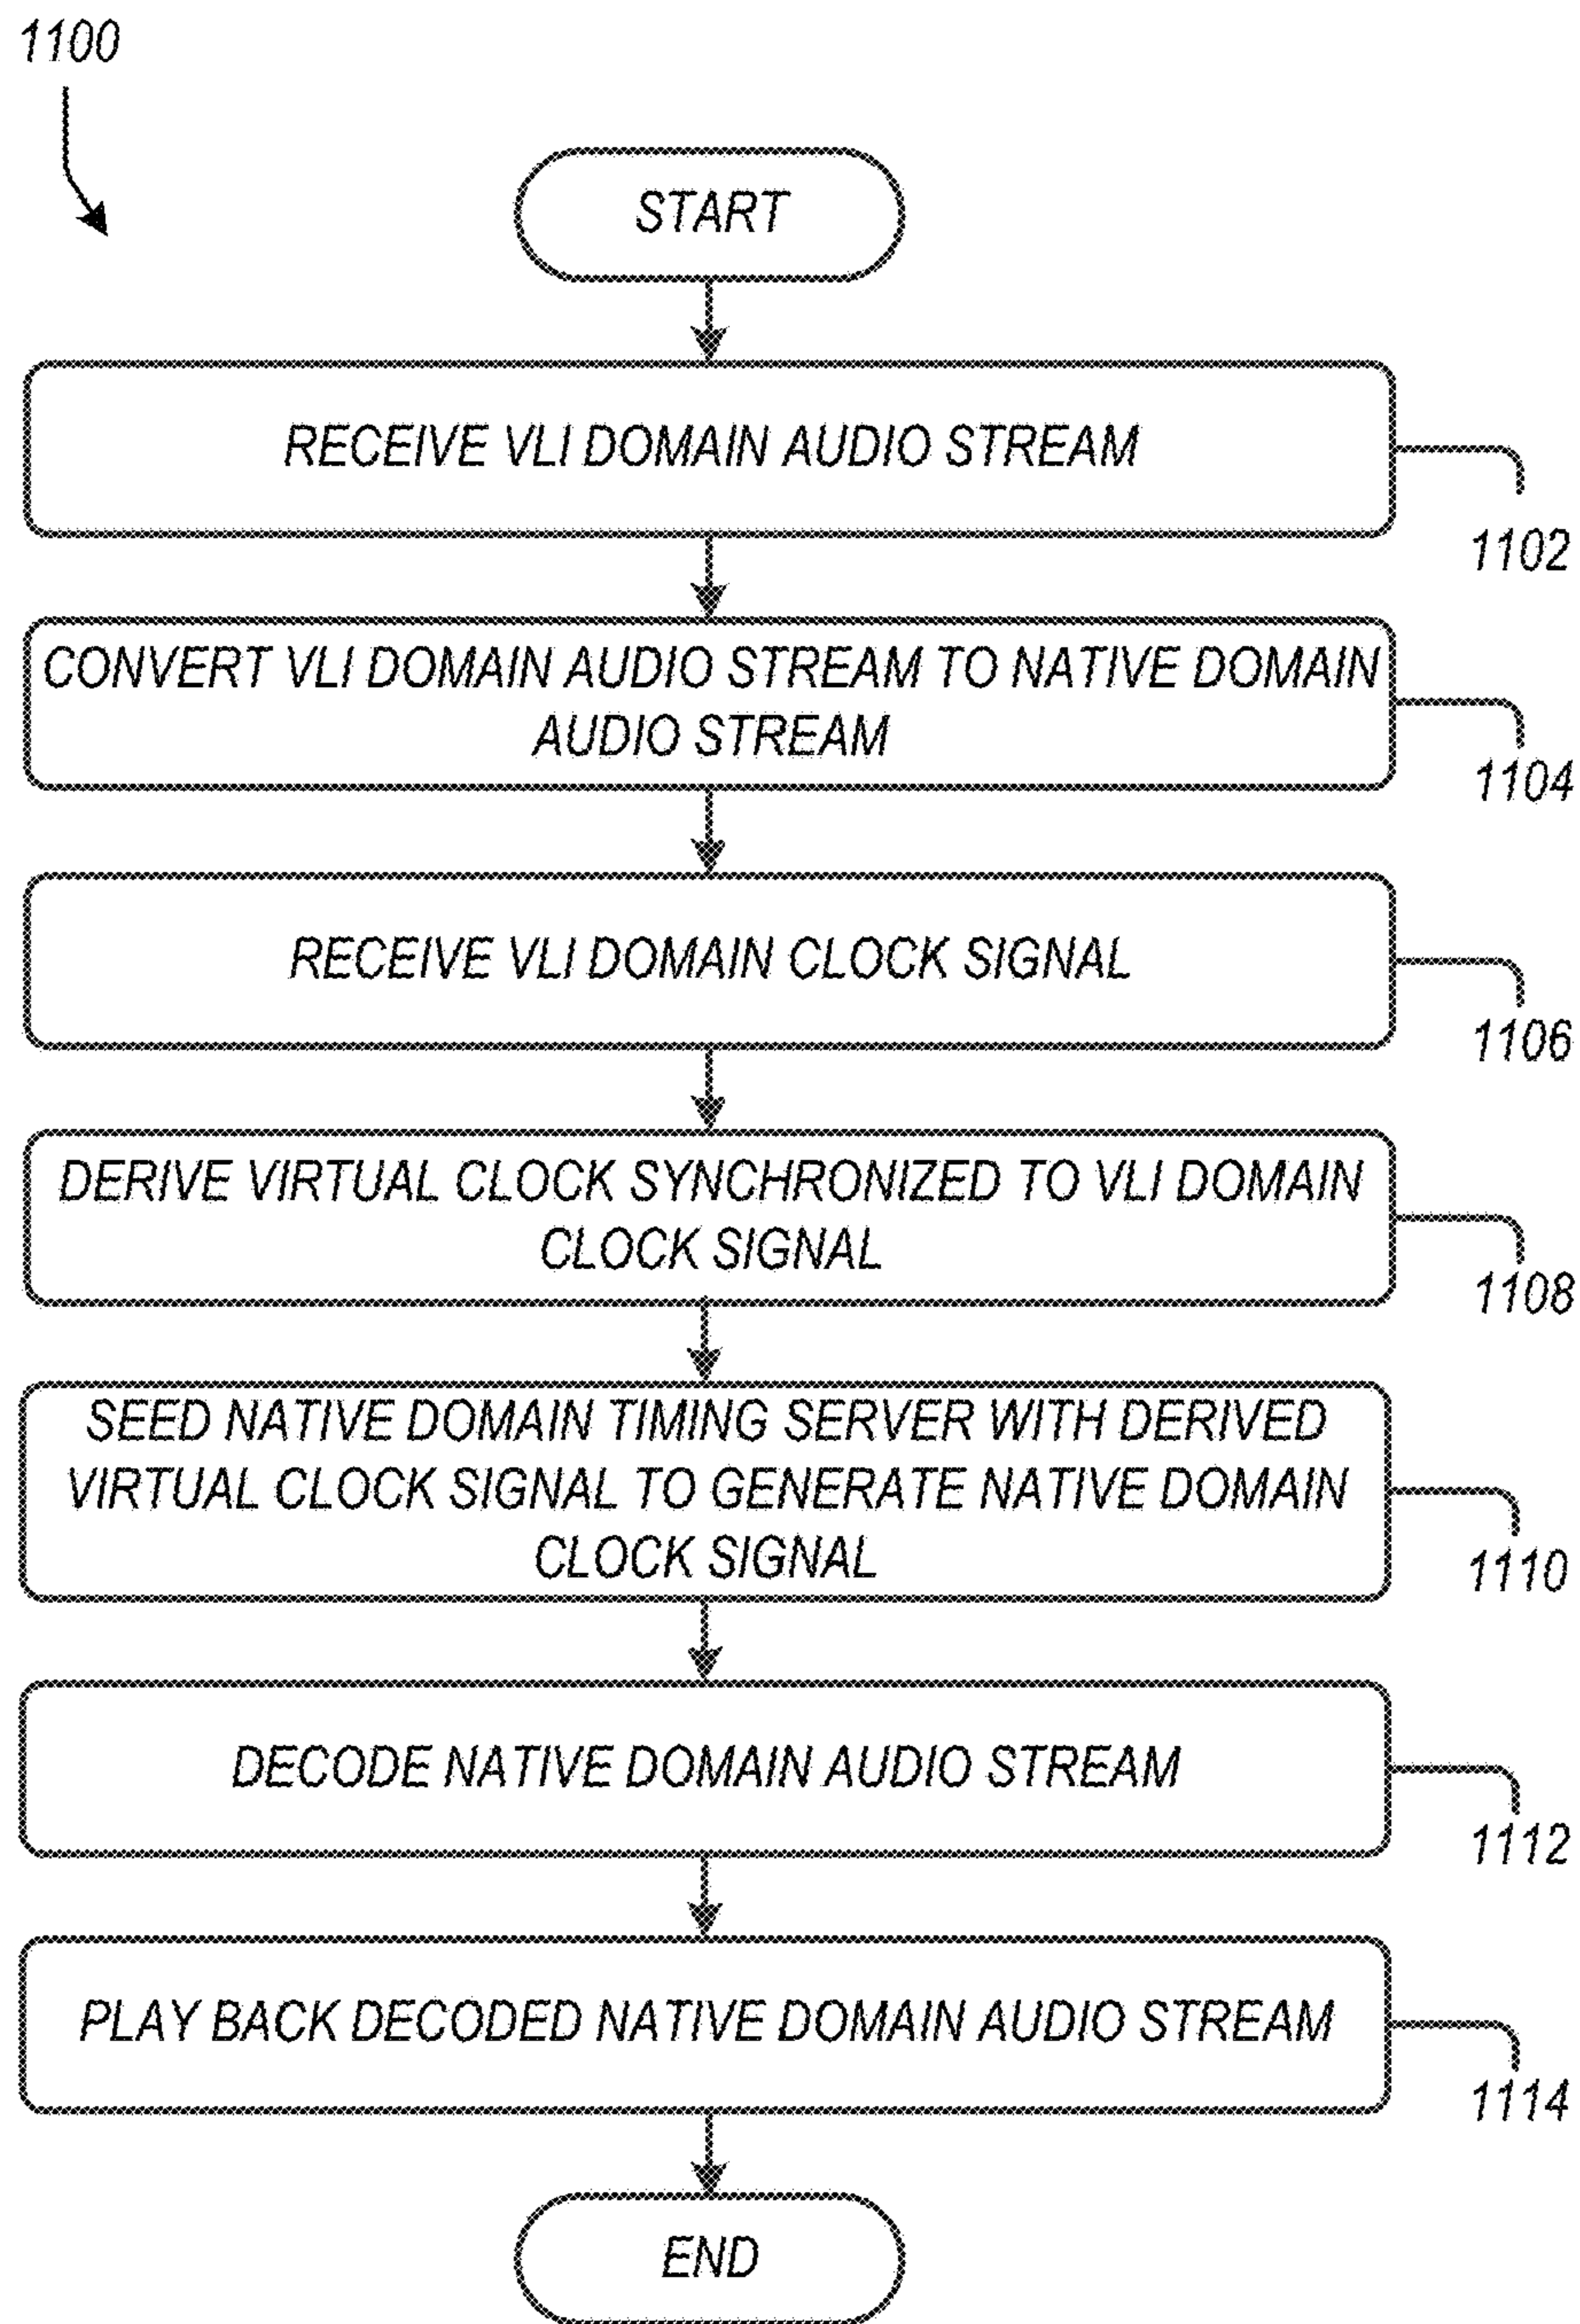 1100
START
RECEIVE VLI DOMAIN AUDIO STREAM
1102
CONVERT VLI DOMAIN AUDIO STREAM TO NATIVE DOMAIN
AUDIO STREAM
1104
RECEIVE VLI DOMAIN CLOCK SIGNAL
1106
DERIVE VIRTUAL CLOCK SYNCHRONIZED TO VLI DOMAIN
CLOCK SIGNAL
1108
SEED NATIVE DOMAIN TIMING SERVER WITH DERIVED
VIRTUAL CLOCK SIGNAL TO GENERATE NATIVE DOMAIN
CLOCK SIGNAL
1110
DECODE NATIVE DOMAIN AUDIO STREAM
1112
PLAY BACK DECODED NATIVE DOMAIN AUDIO STREAM
1114
END